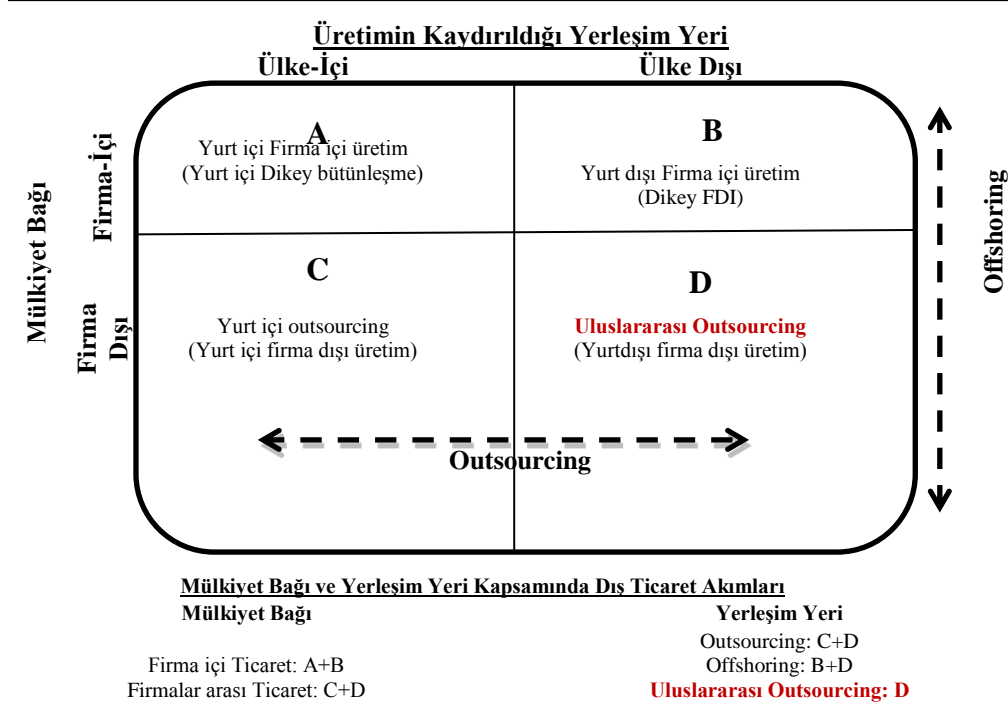 Üretimin Kaydırıldığı Yerleşim Yeri
Ülke-İçi
Ülke Dışı
Mülkiyet Bağı
Firma-İçi
Firma
Dışı
A
Yurt içi Firma içi üretim
(Yurt içi Dikey bütünleşme)
B
Yurt dışı Firma içi üretim
(Dikey FDI)
C
Yurt içi outsourcing
(Yurt içi firma dışı üretim)
D
Uluslararası Outsourcing
(Yurtdışı firma dışı üretim)
Outsourcing
Offshoring
Mülkiyet Bağı ve Yerleşim Yeri Kapsamında Dış Ticaret Akımları
Mülkiyet Bağı
Firma içi Ticaret: A+B
Firmalar arası Ticaret: C+D
Yerleşim Yeri
Outsourcing: C+D
Offshoring: B+D
Uluslararası Outsourcing: D